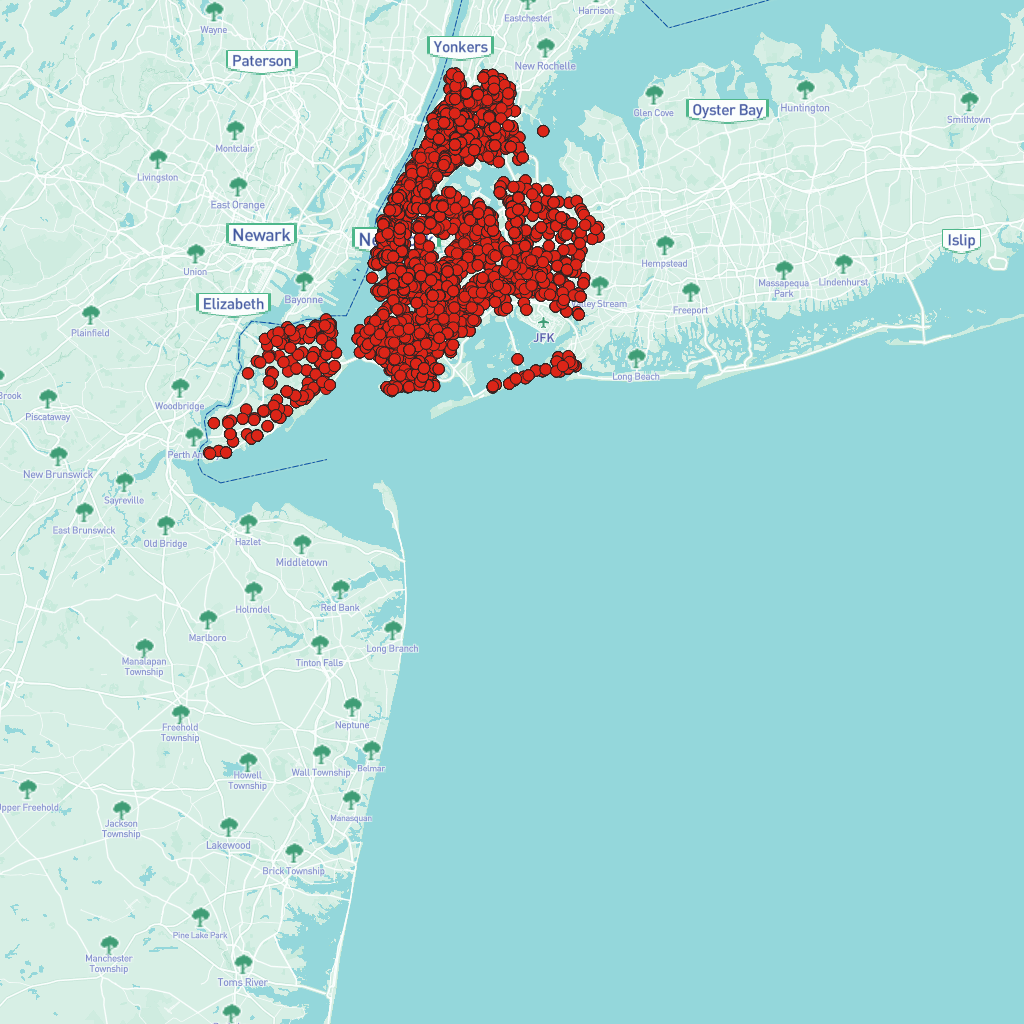 Wayne
Eastchester
Harrison
Yonkers
Paterson
New Rochelle
Glen Cove
Oyster Bay
Huntington
Smithtown
Montclair
Livingston
East Orange
Newark
Ne
Union
Hempstead
Islip
Massapequa
Park
Lindenhurst
Bayonne
Elizabeth
Valley Stream
Freeport
Plainfield
JFK
Long Beach
Brook
Woodbridge
Piscataway
Perth Am
New Brunswick
Sayreville
East Brunswick
Old Bridge
Hazlet
Middletown
Holmdel
Red Bank
Marlboro
Long Branch
Manalapan
Township
Tinton Falls
Freehold
Township
Neptune
Wall Township
Belmar
Howell
Township
Upper Freehold
Jackson
Township
Manasquan
Lakewood
Brick Township
Pine Lake Park
Manchester
Township
Toms River